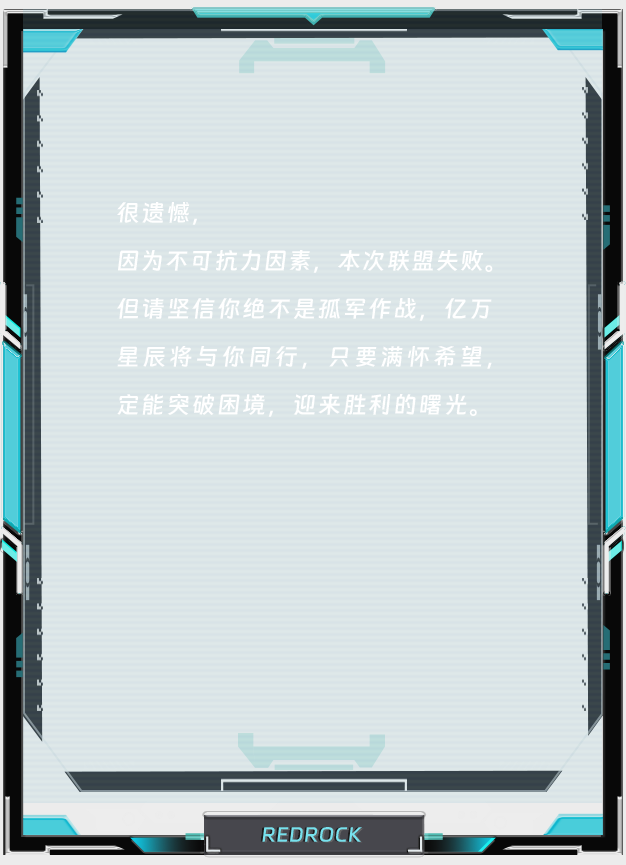 很遗憾,
因为不可抗力因素, 本次联盟失败。
但请坚信你绝不是孤军作战, 亿万
星辰将与你同行, 只要满怀希望,
定能突破困境, 迎来胜利的曙光。
REDROCK